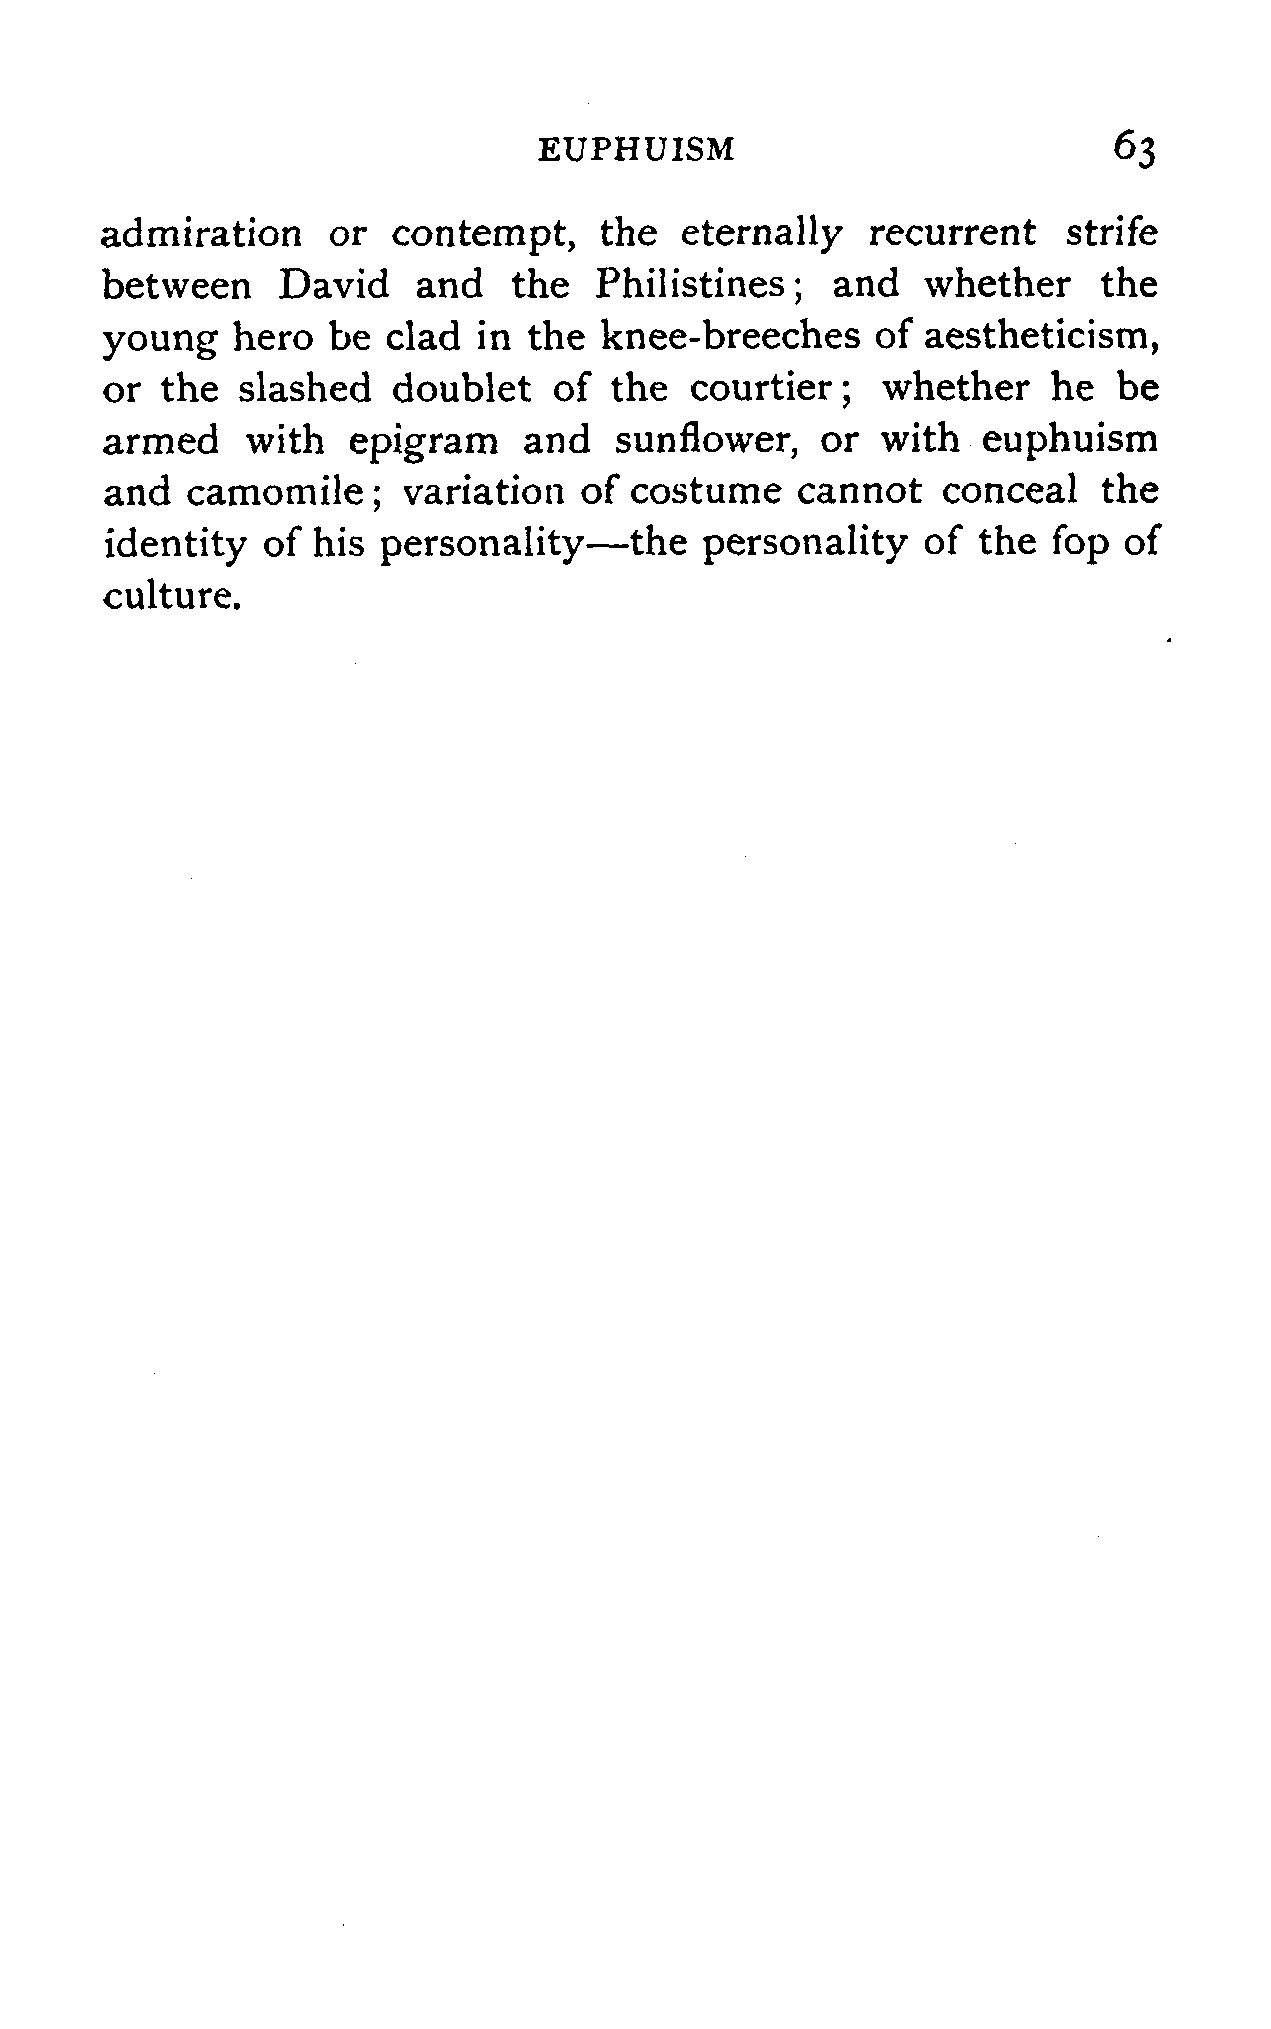 EUPHUISM 63
admiration or contempt, the eternally recurrent strife
between David and the Philistines; and whether the
young hero be clad in the knee-breeches of aestheticism,
or the slashed doublet of the courtier; whether he be
armed with epigram and sunflower, or with euphuism
and camomile; variation of costume cannot conceal the
identity of his personality—the personality of the fop of
culture.